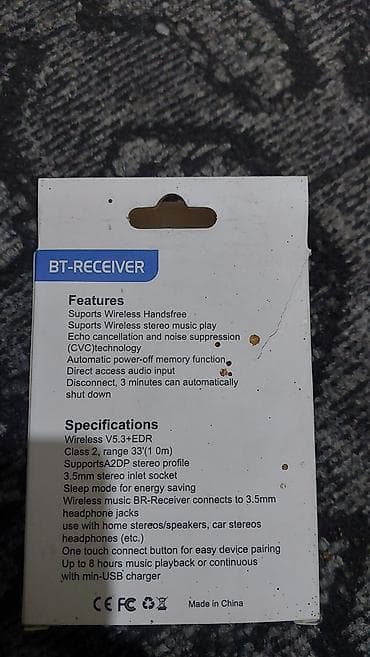 BT-RECEIVER
Features
Suports Wireless Handsfree
Suports Wireless stereo music play
Echo cancellation and noise suppression
(CVC)technology
Automatic power-off memory function
Direct access audio input
Disconnect, 3 minutes can automatically
shut down
Specifications
Wireless V5.3+EDR
Class 2, range 33'(1 0m)
SupportsA2DP stereo profile
3.5mm stereo inlet socket
Sleep mode for energy saving
Wireless music BR-Receiver connects to 3.5mm
headphone jacks
use with home stereos/speakers, car stereos
headphones (etc.)
One touch connect button for easy device pairing
Up to 8 hours music playback or continuous
with min-USB charger
CE FC Made in China